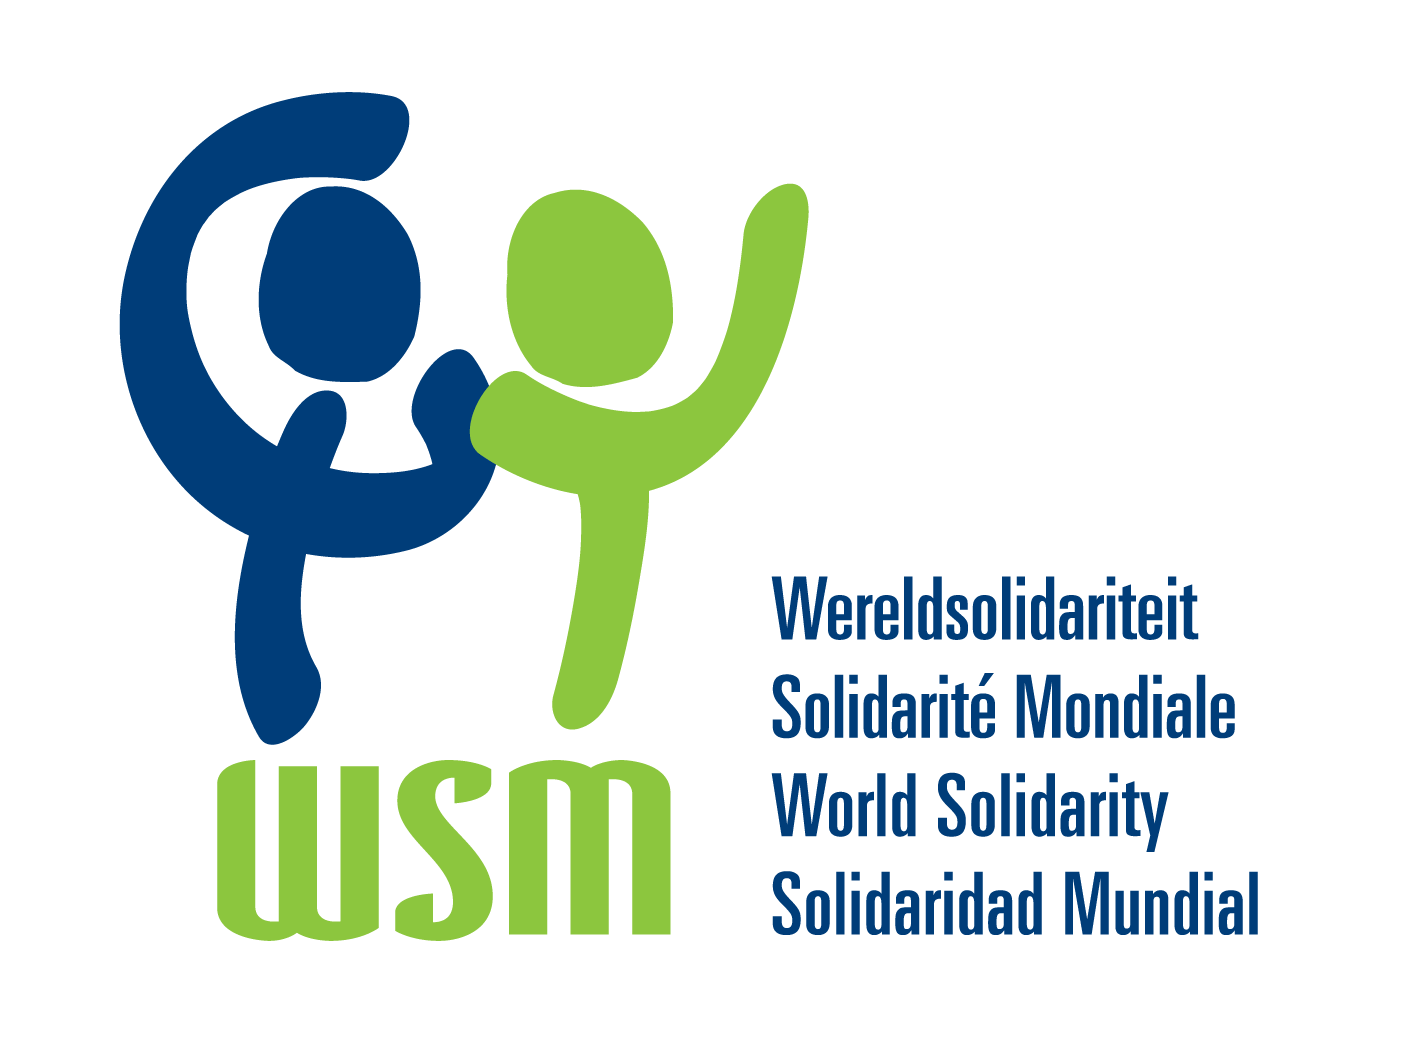 wsm
Wereldsolidariteit
Solidarité Mondiale
World Solidarity
Solidaridad Mundial